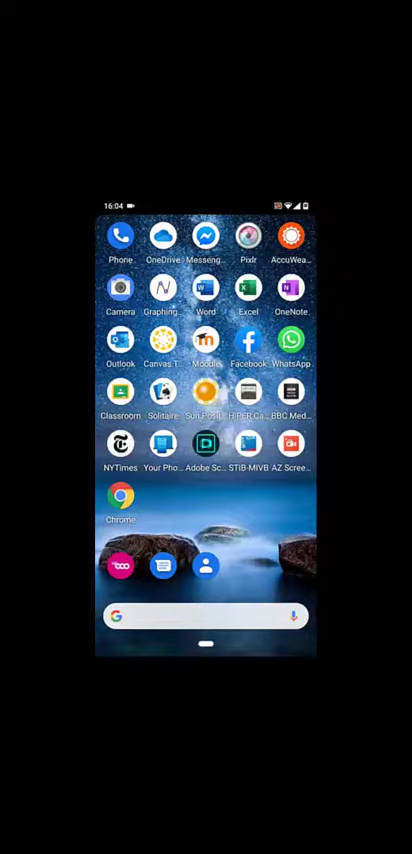 16:04
Phone OneDrive Messeng... Pixlr AccuWea...
Camera Graphing... Word Excel OneNote
Outlook Canvas T... Moodle Facebook WhatsApp
Classroom Solitaire Sun Posit... HiPER Ca... BBC Med...
NYTimes Your Pho... Adobe Sc... STIB-MIVB AZ Scree...
Chrome